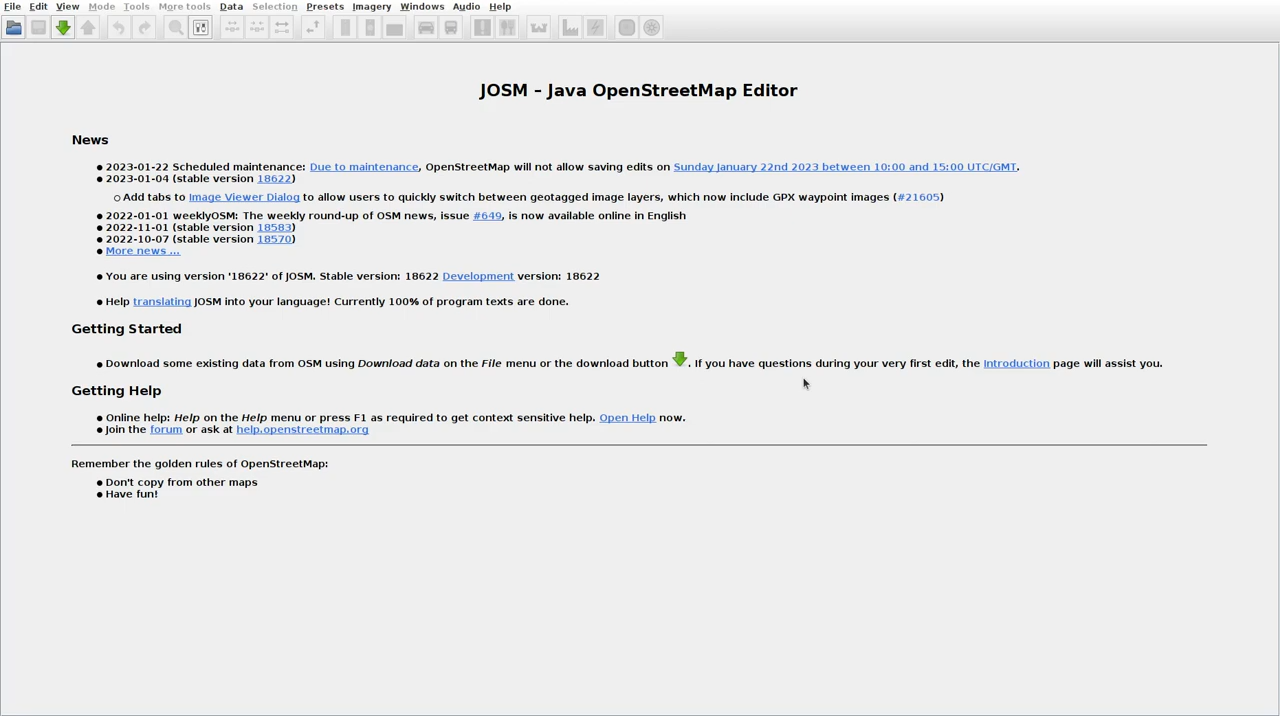 File Edit View Mode Tools More tools Data Selection Presets Imagery Windows Audio Help
JOSM – Java OpenStreetMap Editor
News
2023-01-22 Scheduled maintenance: Due to maintenance, OpenStreetMap will not allow saving edits on Sunday January 22nd 2023 between 10:00 and 15:00 UTC/GMT.
2023-01-04 (stable version 18622)
Add tabs to Image Viewer Dialog to allow users to quickly switch between geotagged image layers, which now include GPX waypoint images (#21605)
2022-01-01 weeklyOSM: The weekly round-up of OSM news, issue #649, is now available online in English
2022-11-01 (stable version 18583)
2022-10-07 (stable version 18570)
More news ...
You are using version '18622' of JOSM. Stable version: 18622 Development version: 18622
Help translating JOSM into your language! Currently 100% of program texts are done.
Getting Started
Download some existing data from OSM using Download data on the File menu or the download button . If you have questions during your very first edit, the Introduction page will assist you.
Getting Help
Online help: Help on the Help menu or press F1 as required to get context sensitive help. Open Help now.
Join the forum or ask at help.openstreetmap.org
Remember the golden rules of OpenStreetMap:
Don't copy from other maps
Have fun!